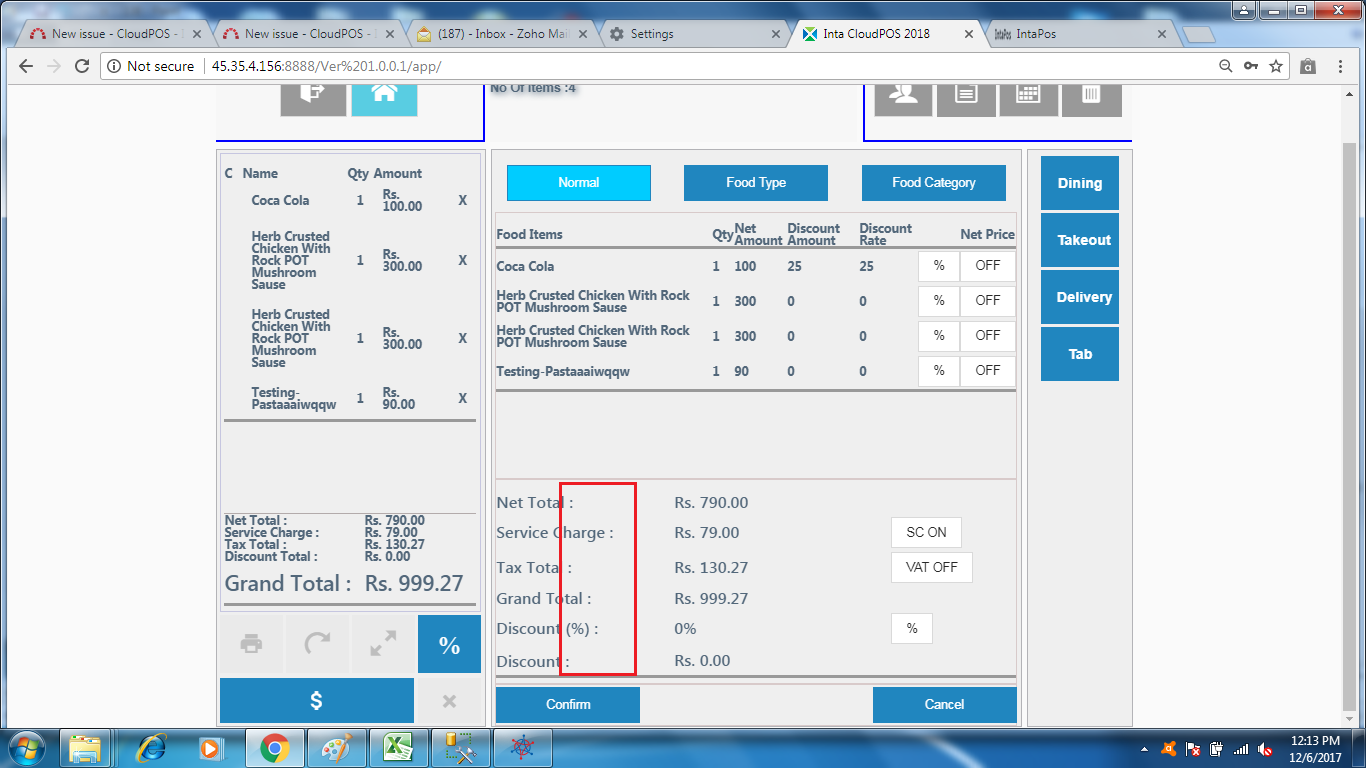 New issue - CloudPOS -
New issue - CloudPOS -
(187) - Inbox - Zoho Mail
Settings
Inta CloudPOS 2018
IntaPos
Not secure
45.35.4.156:8888/Ver%201.0.0.1/app/
No Of Items :4
C Name Qty Amount
Coca Cola 1 Rs. 100.00 X
Herb Crusted
Chicken With
Rock POT
Mushroom
Sause
1 Rs. 300.00 X
Herb Crusted
Chicken With
Rock POT
Mushroom
Sause
1 Rs. 300.00 X
Testing-
Pastaaaiwqqw
1 Rs. 90.00 X
Net Total : Rs. 790.00
Service Charge : Rs. 79.00
Tax Total : Rs. 130.27
Discount Total : Rs. 0.00
Grand Total : Rs. 999.27
%
$
Normal Food Type Food Category
Food Items Qty Net Amount Discount Amount Discount Rate Net Price
Coca Cola 1 100 25 25 % OFF
Herb Crusted Chicken With Rock
POT Mushroom Sause
1 300 0 0 % OFF
Herb Crusted Chicken With Rock
POT Mushroom Sause
1 300 0 0 % OFF
Testing-Pastaaaiwqqw 1 90 0 0 % OFF
Net Total : Rs. 790.00
Service Charge : Rs. 79.00 SC ON
Tax Total : Rs. 130.27 VAT OFF
Grand Total : Rs. 999.27
Discount (%) : 0% %
Discount : Rs. 0.00
Confirm Cancel
Dining
Takeout
Delivery
Tab
12:13 PM
12/6/2017